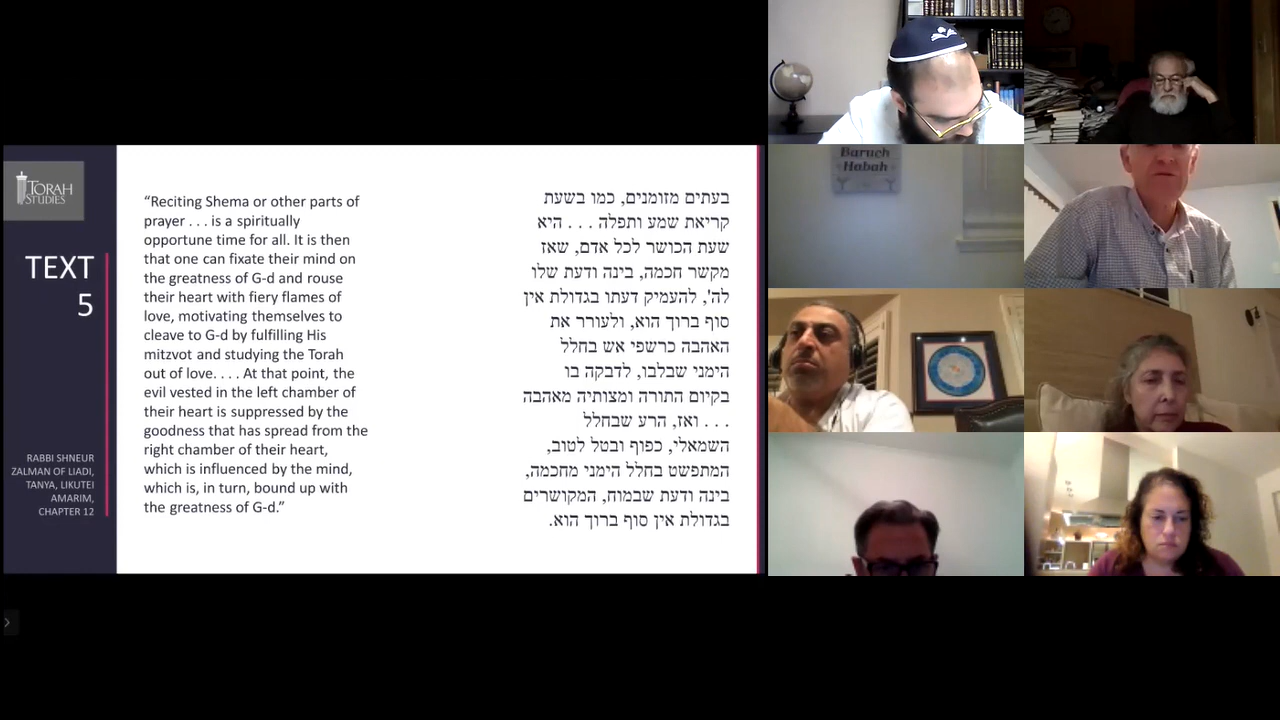 TORAH
STUDIES
TEXT
5
RABBI SHNEUR
ZALMAN OF LIADI,
TANYA, LIKUTEI
AMARIM,
CHAPTER 12
“Reciting Shema or other parts of
prayer . . . is a spiritually
opportune time for all. It is then
that one can fixate their mind on
the greatness of G-d and rouse
their heart with fiery flames of
love, motivating themselves to
cleave to G-d by fulfilling His
mitzvot and studying the Torah
out of love. . . . At that point, the
evil vested in the left chamber of
their heart is suppressed by the
goodness that has spread from the
right chamber of their heart,
which is influenced by the mind,
which is, in turn, bound up with
the greatness of G-d.”
בעתים מזומנים, כמו בשעת
קריאת שמע ותפלה . . . היא
שעת הכושר לכל אדם, שאז
מקשר חכמה, בינה ודעת שלו
לה', להעמיק דעתו בגדולת אין
סוף ברוך הוא, ולעורר את
האהבה כרשפי אש בחלל
הימני שבלבו, לדבקה בו
בקיום התורה ומצותיה מאהבה
. . . ואז, הרע שבחלל
השמאלי, כפוף ובטל לטוב,
המתפשט בחלל הימני מחכמה,
בינה ודעת שבמוח, המקושרים
בגדולת אין סוף ברוך הוא.
Baruch
Habah